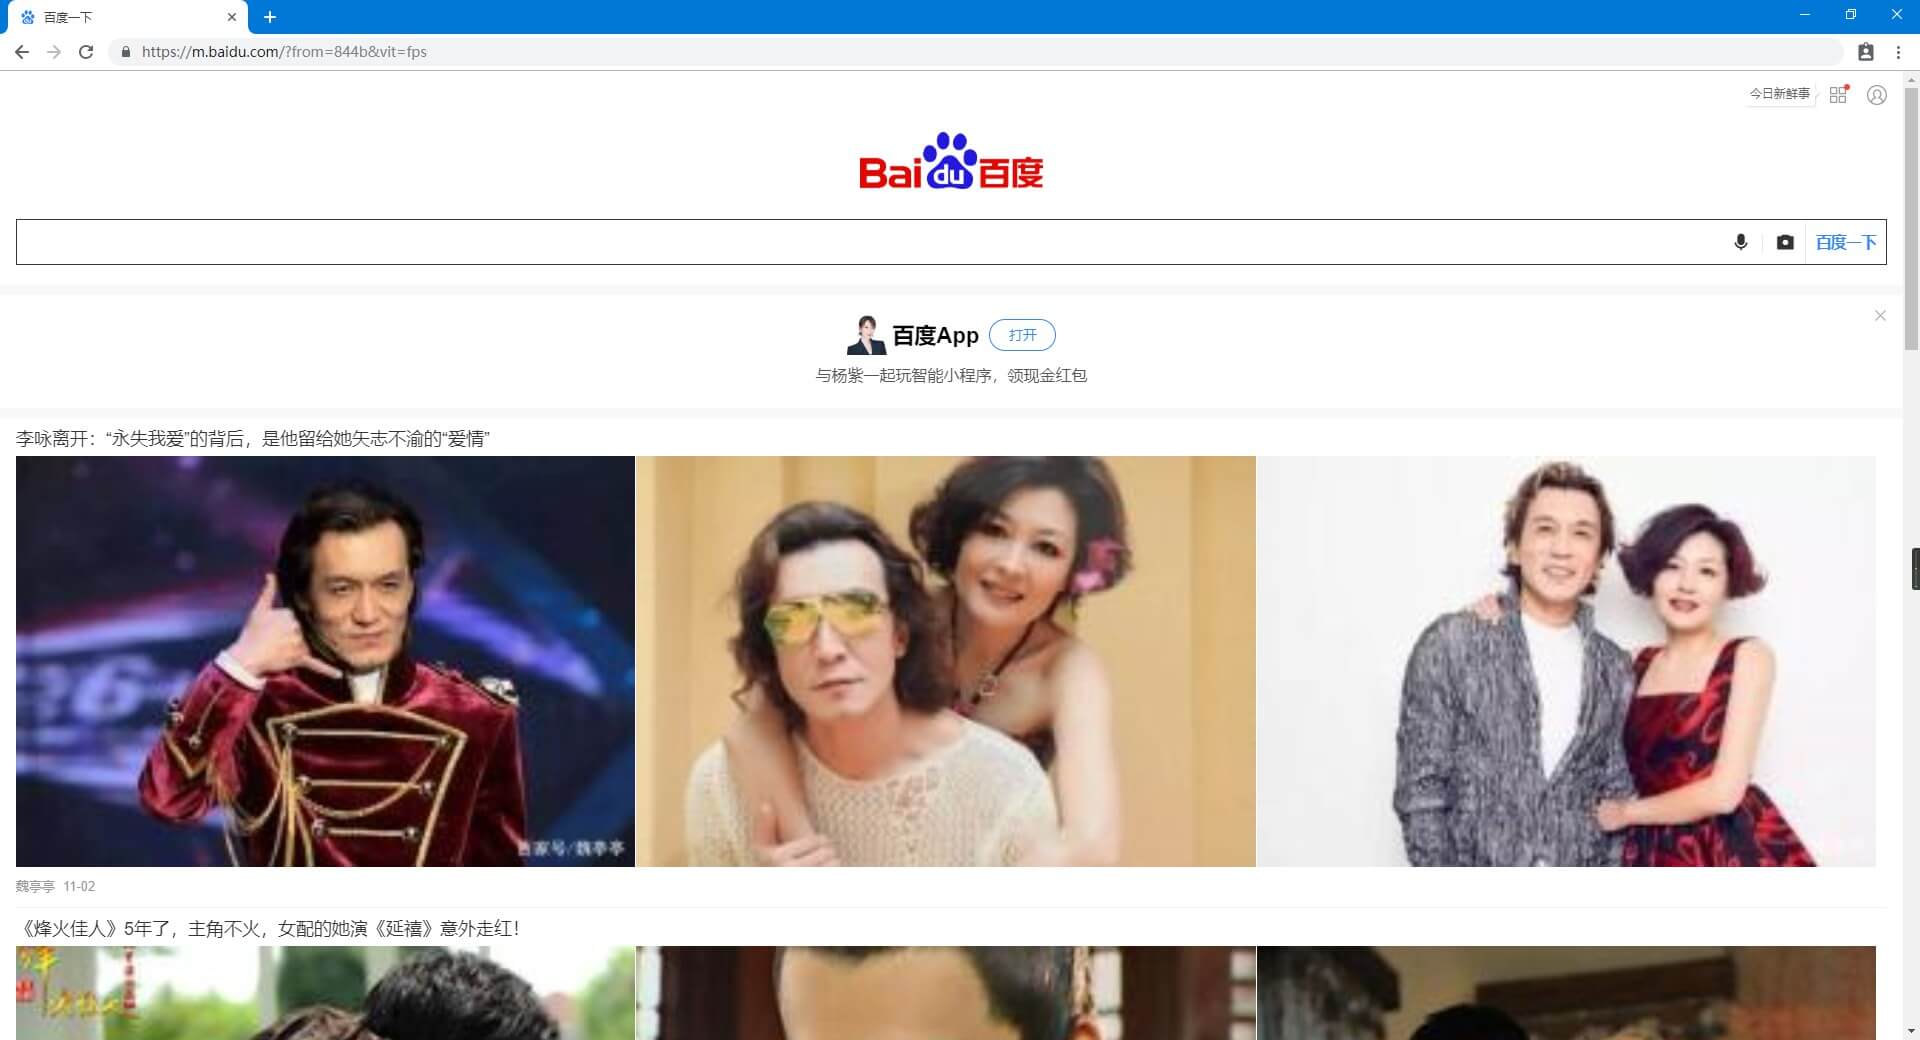 百度一下
https://m.baidu.com/?from=844b&vit=fps
今日新鲜事
Bai du 百度
百度一下
百度App 打开
与杨紫一起玩智能小程序，领现金红包
李咏离开：“永失我爱”的背后，是他留给她矢志不渝的“爱情”
百家号/魏亭亭
魏亭亭 11-02
《烽火佳人》5年了，主角不火，女配的她演《延禧》意外走红！